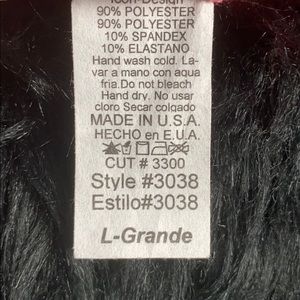 Icon-Design
90% POLYESTER
90% POLYESTER
10% SPANDEX
10% ELASTANO
Hand wash cold. La-
var a mano con aqua
fria.Do not bleach
Hand dry. No usar
cloro Secar colgado
MADE IN U.S.A.
HECHO en E.U.A.
CUT # 3300
Style #3038
Estilo#3038
L-Grande